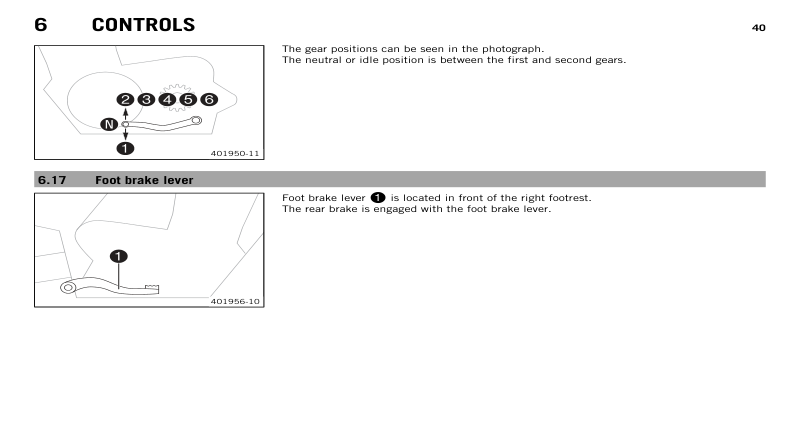 6 CONTROLS
40
2 3 4 5 6
N
1
401950-11
The gear positions can be seen in the photograph.
The neutral or idle position is between the first and second gears.
6.17 Foot brake lever
1
401956-10
Foot brake lever 1 is located in front of the right footrest.
The rear brake is engaged with the foot brake lever.